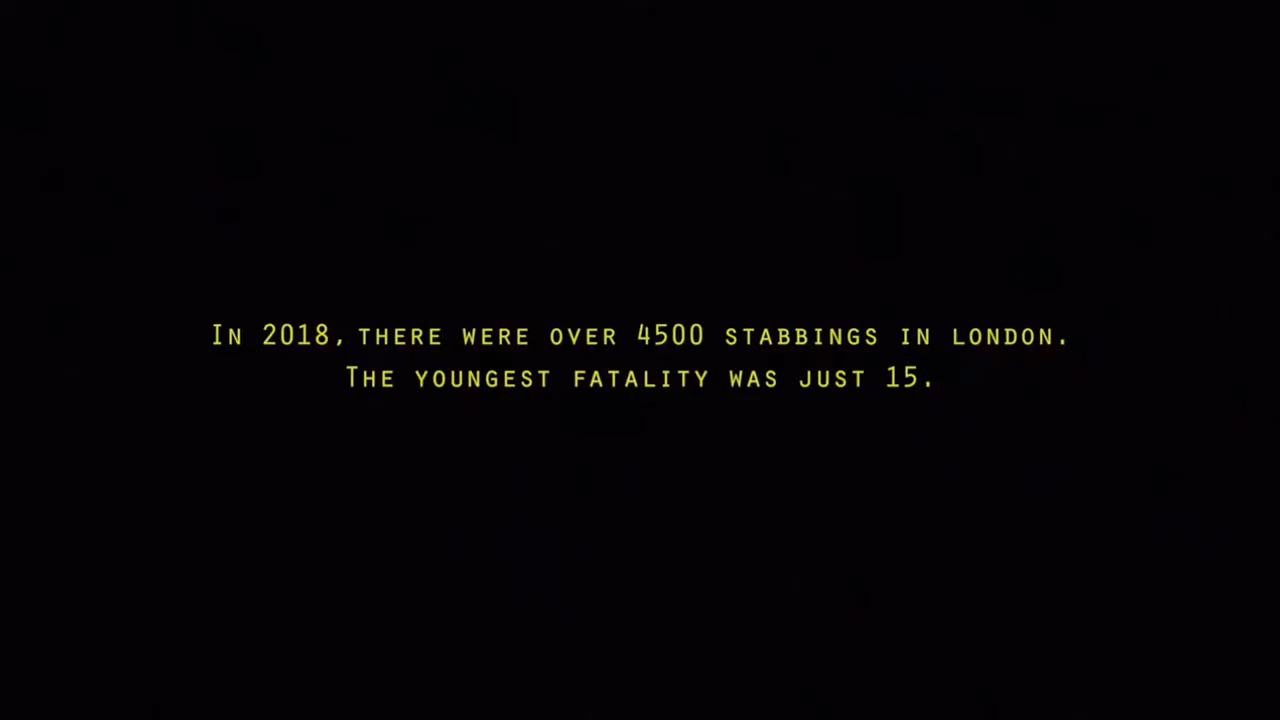 In 2018, there were over 4500 stabbings in london.
The youngest fatality was just 15.